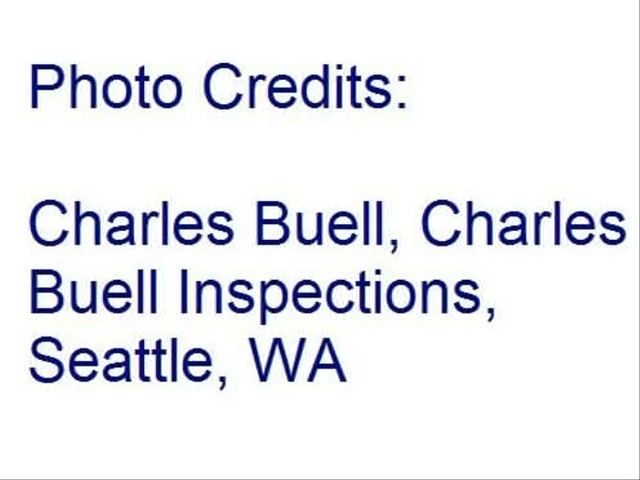 Photo Credits:
Charles Buell, Charles
Buell Inspections,
Seattle, WA